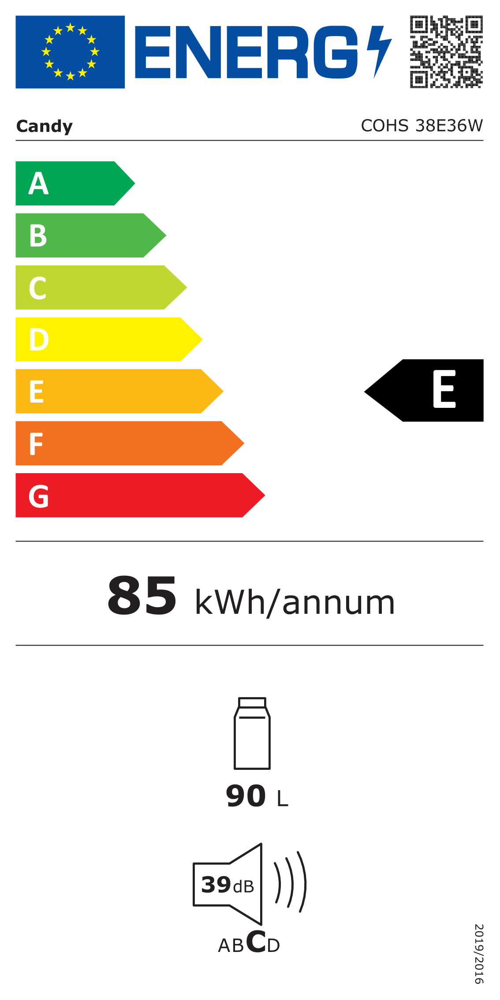 ENERG
Candy
COHS 38E36W
A
B
C
D
E
E
F
G
85 kWh/annum
90 L
39dB
ABCD
2019/2016